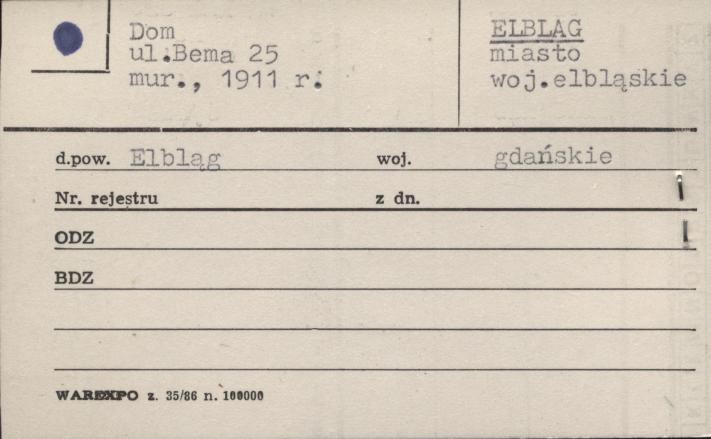 Dom
ul.Bema 25
mur., 1911 r.
ELBLĄG
miasto
woj.elbląskie
d.pow. Elbląg woj. gdańskie
Nr. rejestru z dn.
ODZ
BDZ
WAREXPO z. 35/86 n. 100000